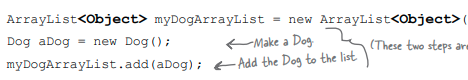 ArrayList<Object> myDogArrayList = new ArrayList<Object>(
Dog aDog = new Dog(); Make a Dog (These two steps are
myDogArrayList.add(aDog); Add the Dog to the list